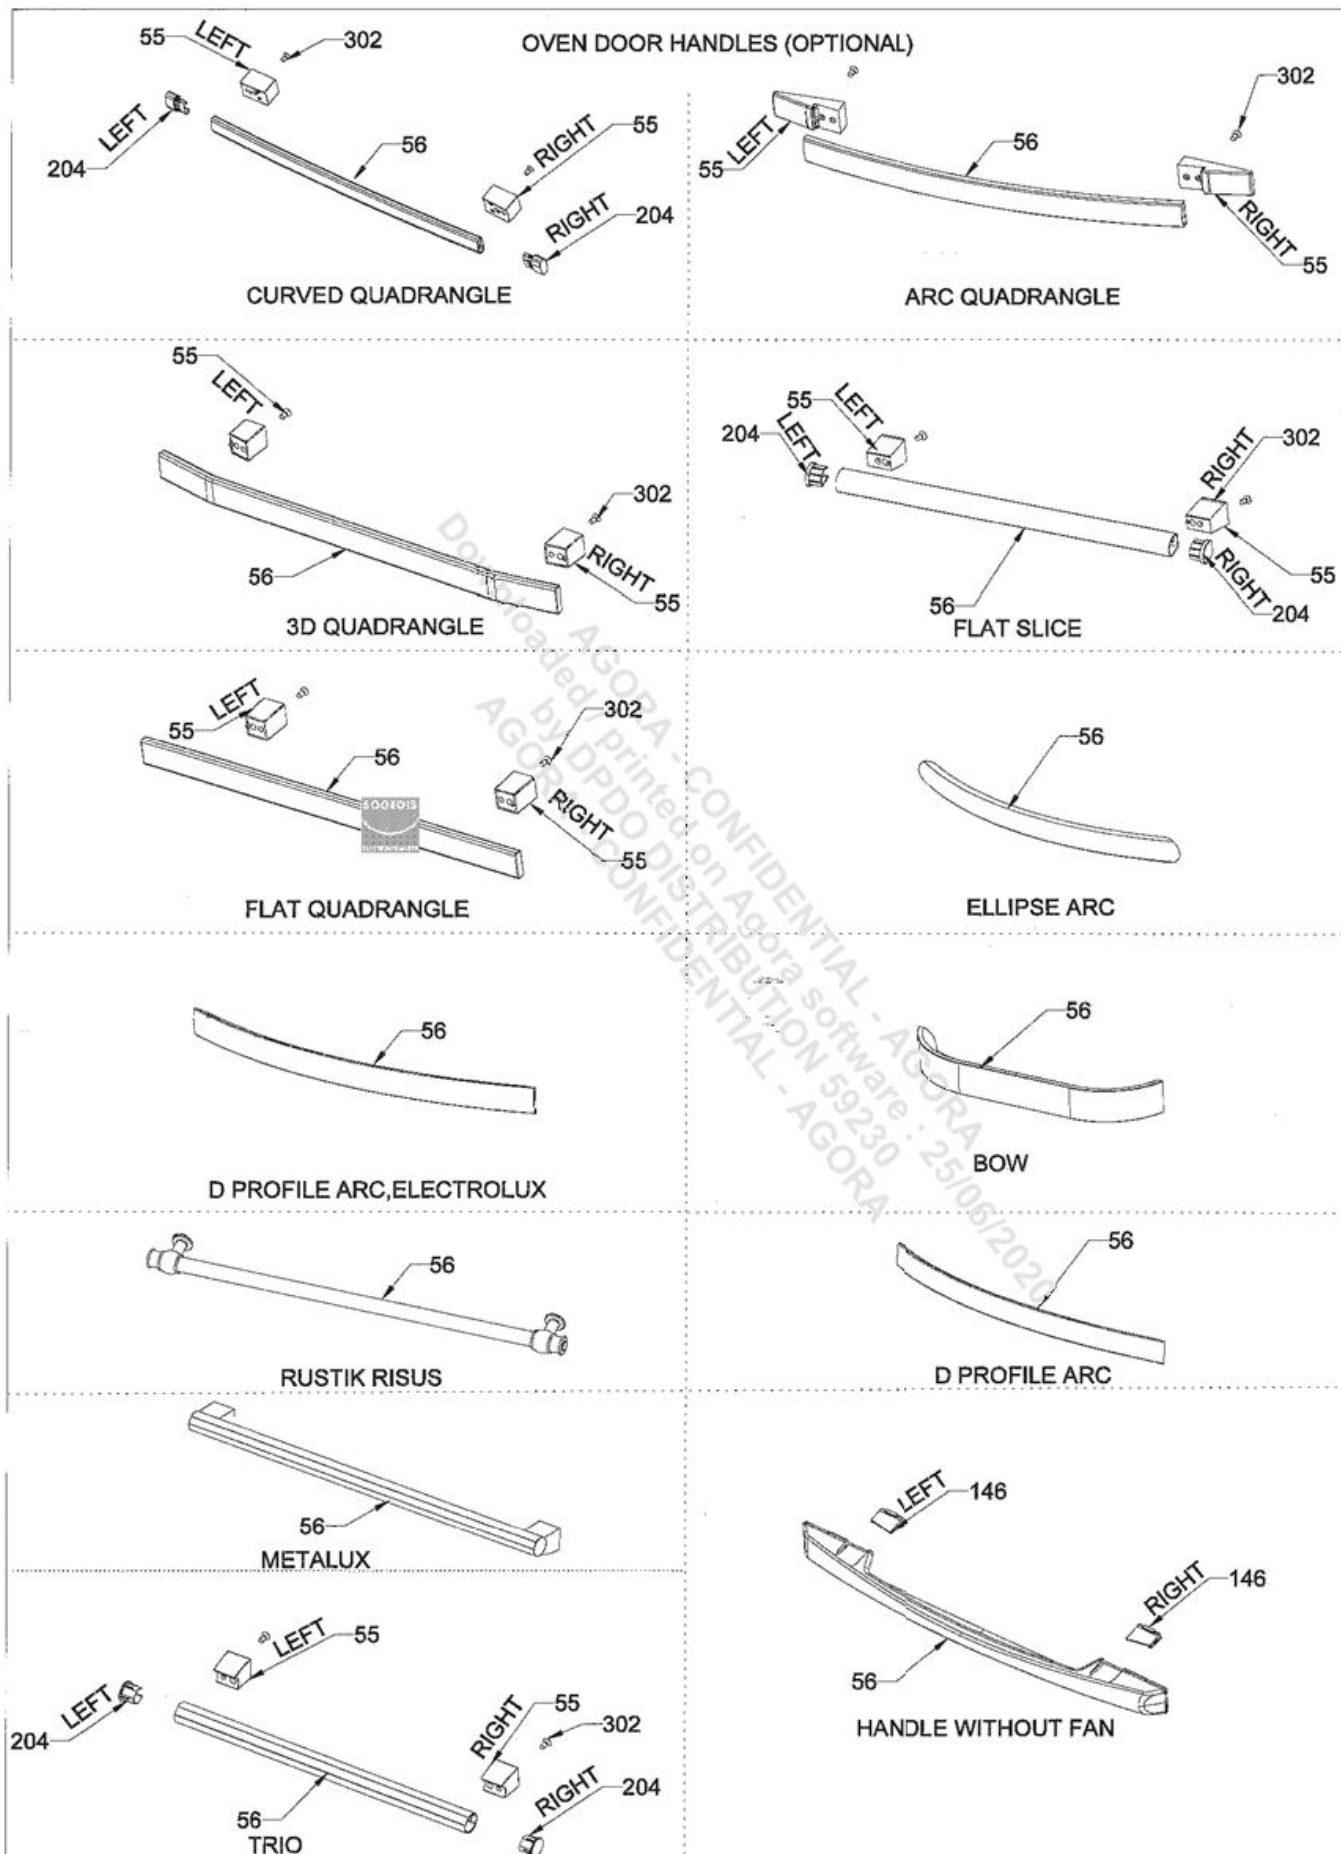 OVEN DOOR HANDLES (OPTIONAL)
55 LEFT 302
204 LEFT
56
RIGHT 55
RIGHT 204
CURVED QUADRANGLE
302
55 LEFT
56
RIGHT 55
ARC QUADRANGLE
55
LEFT
302
56
RIGHT
55
3D QUADRANGLE
55 LEFT
204 LEFT
RIGHT 302
55
56
RIGHT 204
FLAT SLICE
LEFT
55
302
56
RIGHT
55
FLAT QUADRANGLE
56
ELLIPSE ARC
56
D PROFILE ARC,ELECTROLUX
56
BOW
56
RUSTIK RISUS
56
D PROFILE ARC
56
METALUX
LEFT 146
RIGHT 146
56
HANDLE WITHOUT FAN
LEFT 55
204 LEFT
RIGHT 55
302
RIGHT 204
56
TRIO
AGORA - CONFIDENTIAL - AGORA
Downloaded / printed on Agora software : 25/06/2020
by DPDO DISTRIBUTION 59230
AGORA - CONFIDENTIAL - AGORA